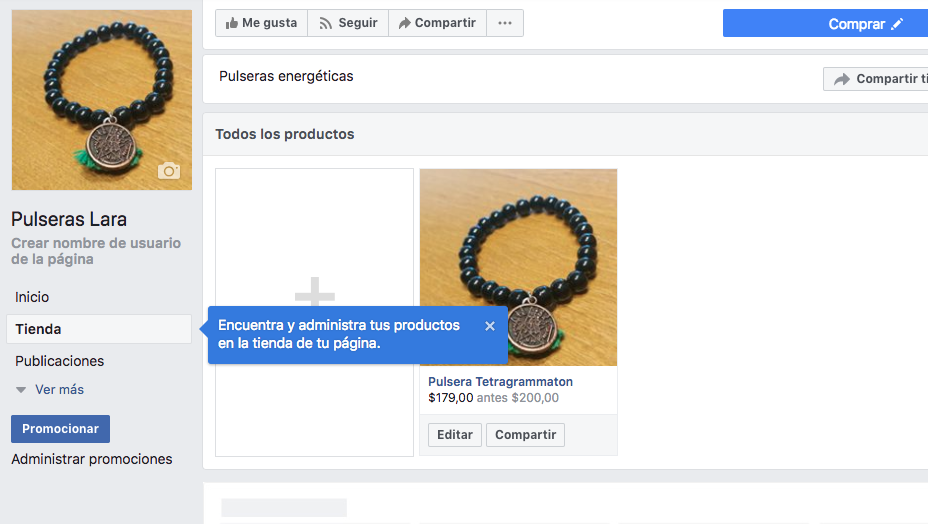 Me gusta
Seguir
Compartir
Comprar
Pulseras energéticas
Compartir
Todos los productos
Pulseras Lara
Crear nombre de usuario
de la página
Inicio
Tienda
Publicaciones
Ver más
Promocionar
Administrar promociones
Encuentra y administra tus productos
en la tienda de tu página.
Pulsera Tetragrammaton
$179,00 antes $200,00
Editar
Compartir